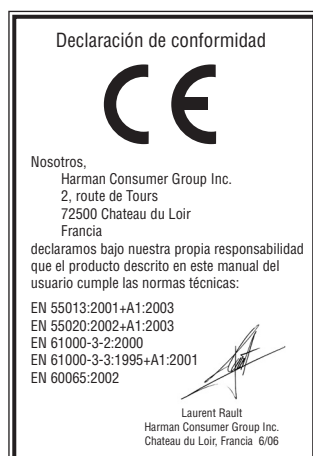 Declaración de conformidad
CE
Nosotros,
Harman Consumer Group Inc.
2, route de Tours
72500 Chateau du Loir
Francia
declaramos bajo nuestra propia responsabilidad
que el producto descrito en este manual del
usuario cumple las normas técnicas:
EN 55013:2001+A1:2003
EN 55020:2002+A1:2003
EN 61000-3-2:2000
EN 61000-3-3:1995+A1:2001
EN 60065:2002
Laurent Rault
Harman Consumer Group Inc.
Chateau du Loir, Francia 6/06